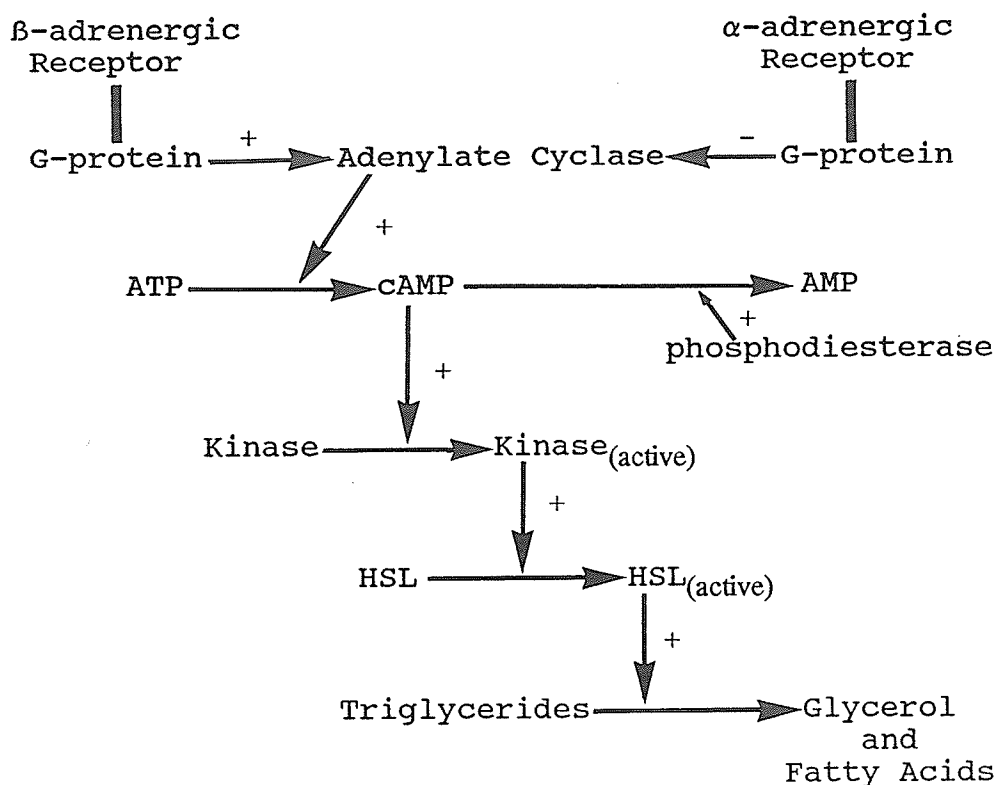 ß-adrenergic
Receptor
α-adrenergic
Receptor
G-protein + Adenylate Cyclase - G-protein
+
ATP cAMP AMP
+
phosphodiesterase
+
Kinase Kinase(active)
+
HSL HSL(active)
+
Triglycerides Glycerol
and
Fatty Acids